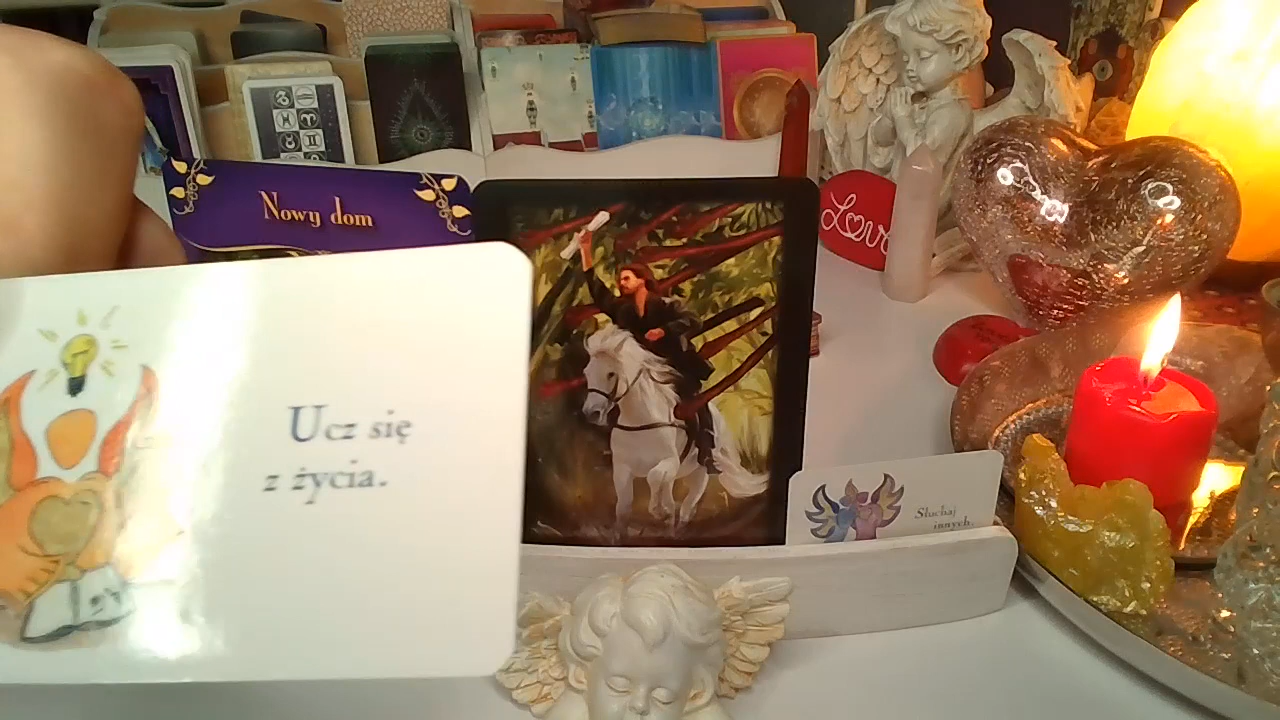 Nowy dom
Love
Ucz się
z życia.
Słuchaj
innych.